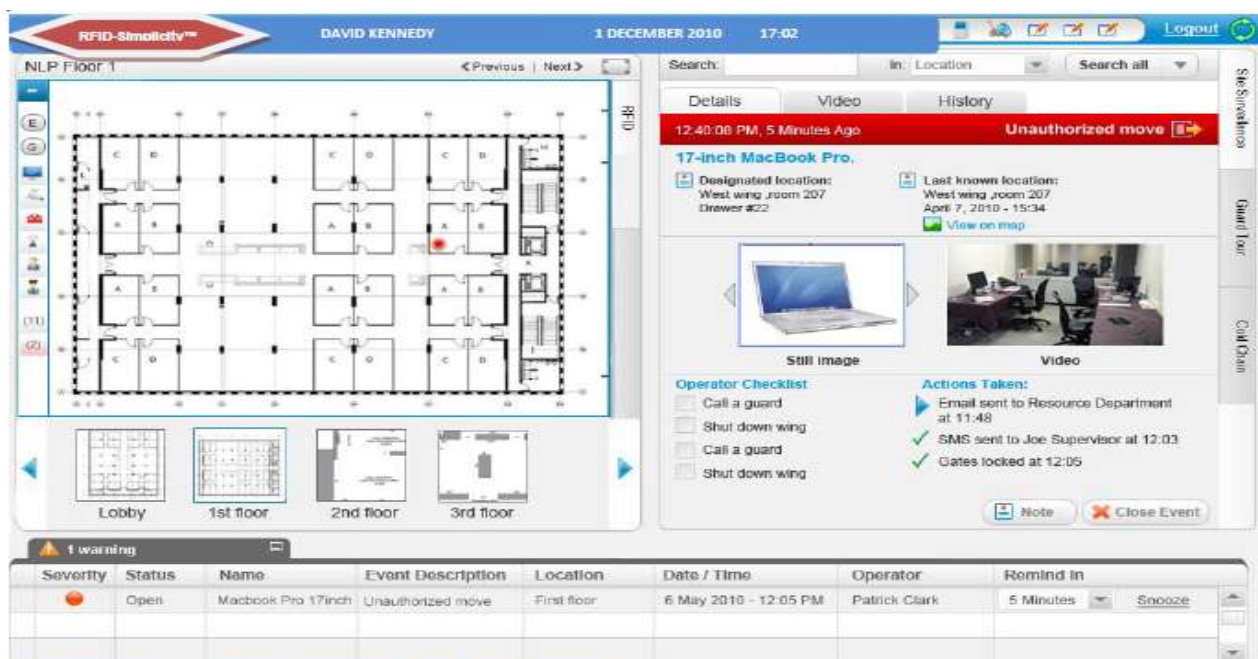 RFID-Simplicity™
DAVID KENNEDY
1 DECEMBER 2010 17:02
Logout
NLP Floor 1
Previous | Next
RFID
E
G
(11)
(2)
Lobby
1st floor
2nd floor
3rd floor
Search:
In: Location
Search all
Details
Video
History
12:40:08 PM, 5 Minutes Ago
Unauthorized move
17-inch MacBook Pro.
Designated location:
West wing ,room 207
Drawer #22
Last known location:
West wing ,room 207
April 7, 2010 - 15:34
View on map
Still image
Video
Operator Checklist
Call a guard
Shut down wing
Call a guard
Shut down wing
Actions Taken:
Email sent to Resource Department
at 11:48
SMS sent to Joe Supervisor at 12:03
Gates locked at 12:05
Note
Close Event
Site Surveillance
Guard Tour
Cold Chain
1 warning
Severity Status Name Event Description Location Date / Time Operator Remind in
Open Macbook Pro 17inch Unauthorized move First floor 6 May 2010 - 12:05 PM Patrick Clark 5 Minutes Snooze